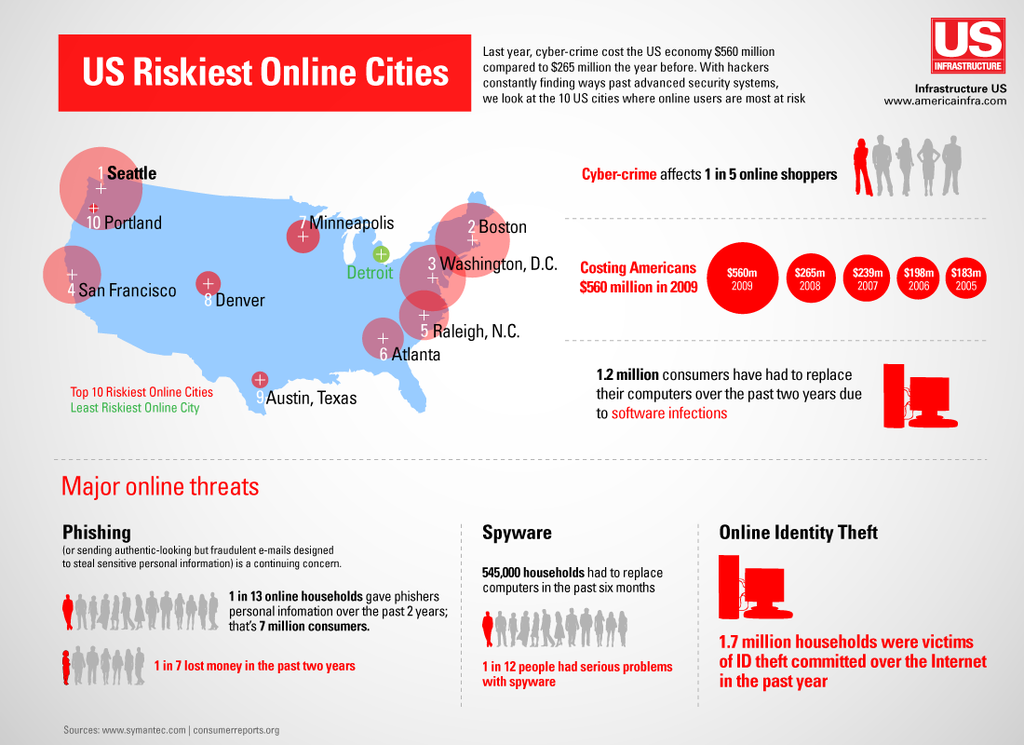 US Riskiest Online Cities
Last year, cyber-crime cost the US economy $560 million
compared to $265 million the year before. With hackers
constantly finding ways past advanced security systems,
we look at the 10 US cities where online users are most at risk
US
INFRASTRUCTURE
Infrastructure US
www.americainfra.com
1 Seattle
10 Portland
7 Minneapolis
2 Boston
Detroit
3 Washington, D.C.
4 San Francisco
8 Denver
5 Raleigh, N.C.
6 Atlanta
9 Austin, Texas
Top 10 Riskiest Online Cities
Least Riskiest Online City
Cyber-crime affects 1 in 5 online shoppers
Costing Americans
$560 million in 2009
$560m
2009
$265m
2008
$239m
2007
$198m
2006
$183m
2005
1.2 million consumers have had to replace
their computers over the past two years due
to software infections
Major online threats
Phishing
(or sending authentic-looking but fraudulent e-mails designed
to steal sensitive personal information) is a continuing concern.
1 in 13 online households gave phishers
personal infomation over the past 2 years;
that's 7 million consumers.
1 in 7 lost money in the past two years
Spyware
545,000 households had to replace
computers in the past six months
1 in 12 people had serious problems
with spyware
Online Identity Theft
1.7 million households were victims
of ID theft committed over the Internet
in the past year
Sources: www.symantec.com | consumerreports.org